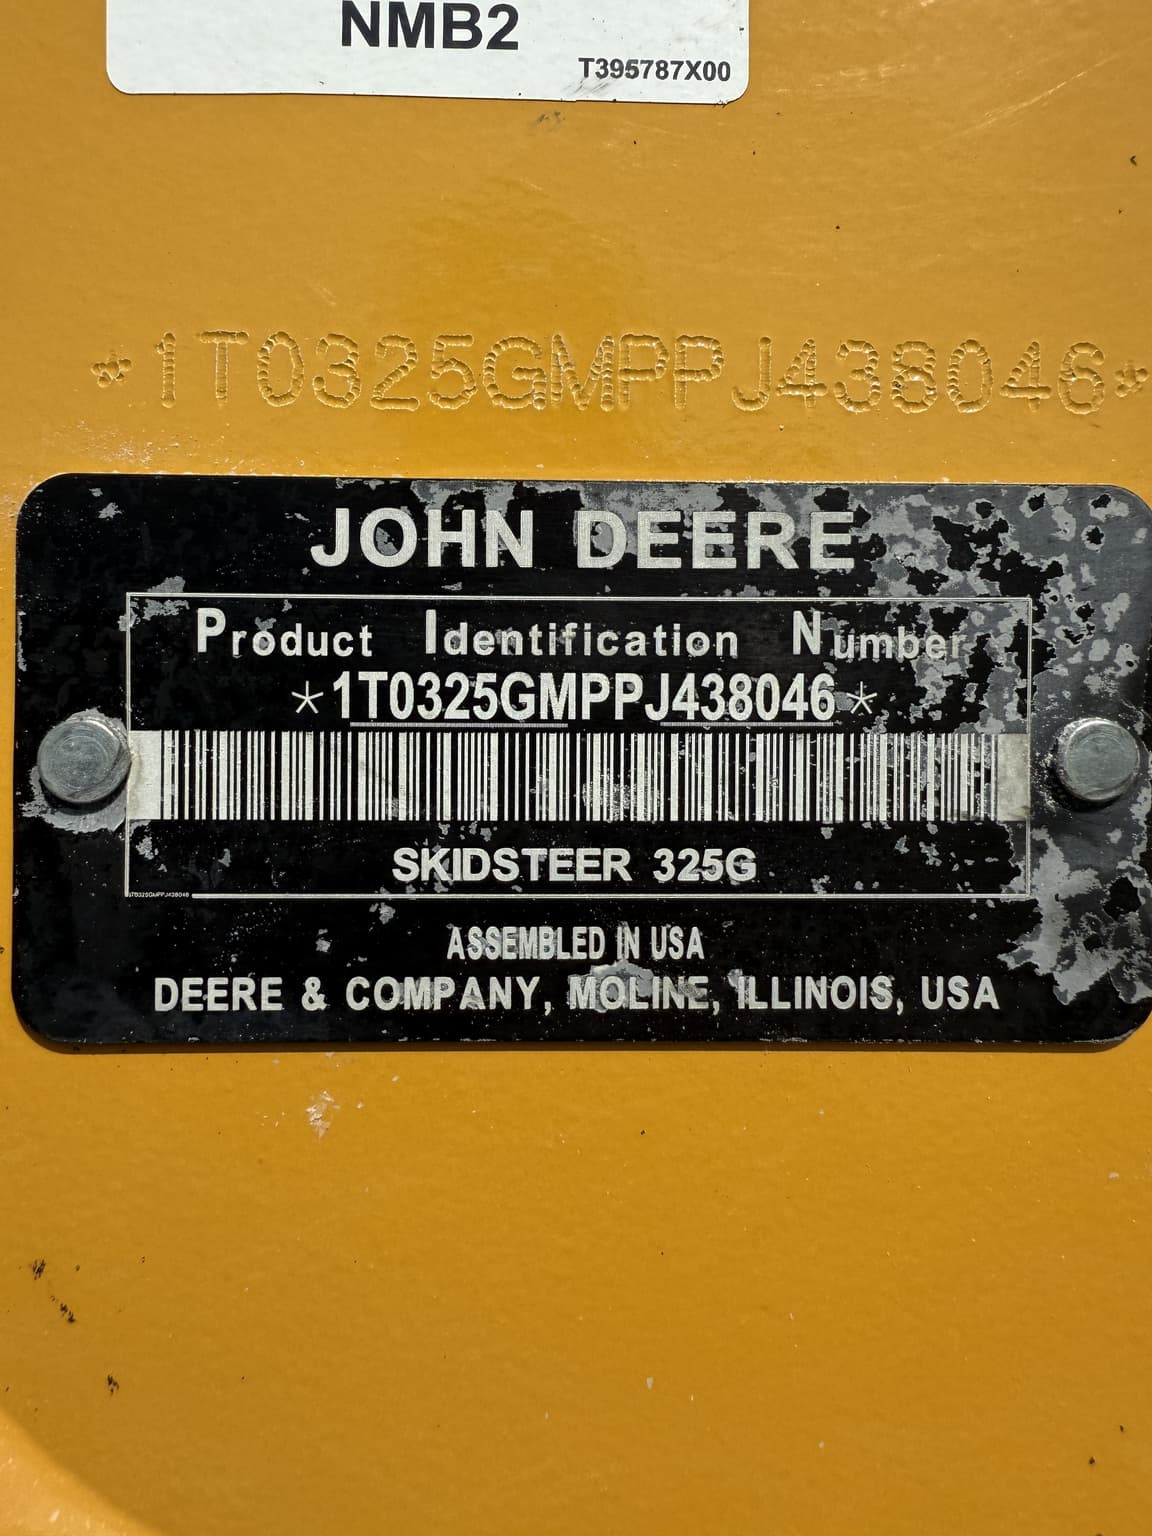 NMB2
T395787X00
*1T0325GMPPJ438046*
JOHN DEERE
Product Identification Number
*1T0325GMPPJ438046*
SKIDSTEER 325G
1T0325GMPPJ438046
ASSEMBLED IN USA
DEERE & COMPANY, MOLINE, ILLINOIS, USA